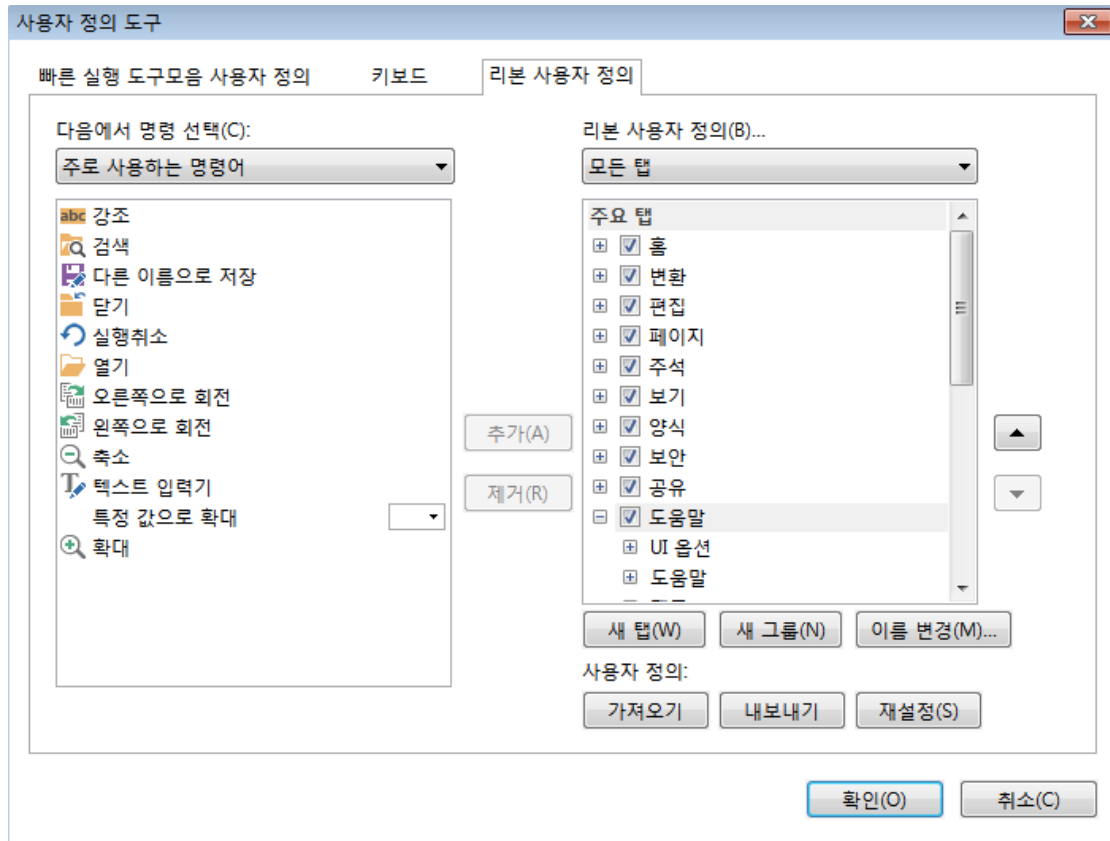 사용자 정의 도구
빠른 실행 도구모음 사용자 정의
키보드
리본 사용자 정의
다음에서 명령 선택(C):
주로 사용하는 명령어
abc 강조
검색
다른 이름으로 저장
닫기
실행취소
열기
오른쪽으로 회전
왼쪽으로 회전
축소
텍스트 입력기
특정 값으로 확대
확대
추가(A)
제거(R)
리본 사용자 정의(B)...
모든 탭
주요 탭
홈
변환
편집
페이지
주석
보기
양식
보안
공유
도움말
UI 옵션
도움말
새 탭(W)
새 그룹(N)
이름 변경(M)...
사용자 정의:
가져오기
내보내기
재설정(S)
확인(O)
취소(C)